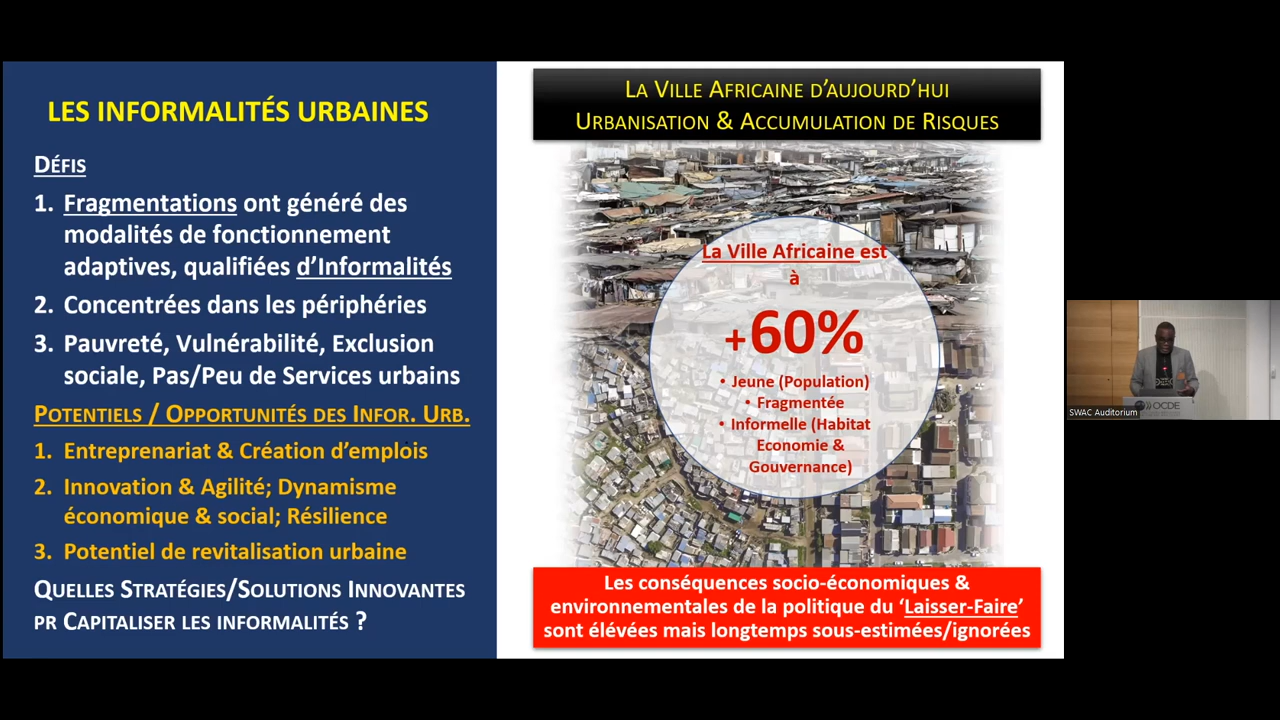 LES INFORMALITÉS URBAINES
DÉFIS
1. Fragmentations ont généré des
modalités de fonctionnement
adaptives, qualifiées d'Informalités
2. Concentrées dans les périphéries
3. Pauvreté, Vulnérabilité, Exclusion
sociale, Pas/Peu de Services urbains
POTENTIELS / OPPORTUNITÉS DES INFOR. URB.
1. Entreprenariat & Création d'emplois
2. Innovation & Agilité; Dynamisme
économique & social; Résilience
3. Potentiel de revitalisation urbaine
QUELLES STRATÉGIES/SOLUTIONS INNOVANTES
PR CAPITALISER LES INFORMALITÉS ?
LA VILLE AFRICAINE D'AUJOURD'HUI
URBANISATION & ACCUMULATION DE RISQUES
La Ville Africaine est
à
+60%
• Jeune (Population)
• Fragmentée
• Informelle (Habitat
Economie &
Gouvernance)
Les conséquences socio-économiques &
environnementales de la politique du 'Laisser-Faire'
sont élévées mais longtemps sous-estimées/ignorées
OCDE
SWAC Auditorium